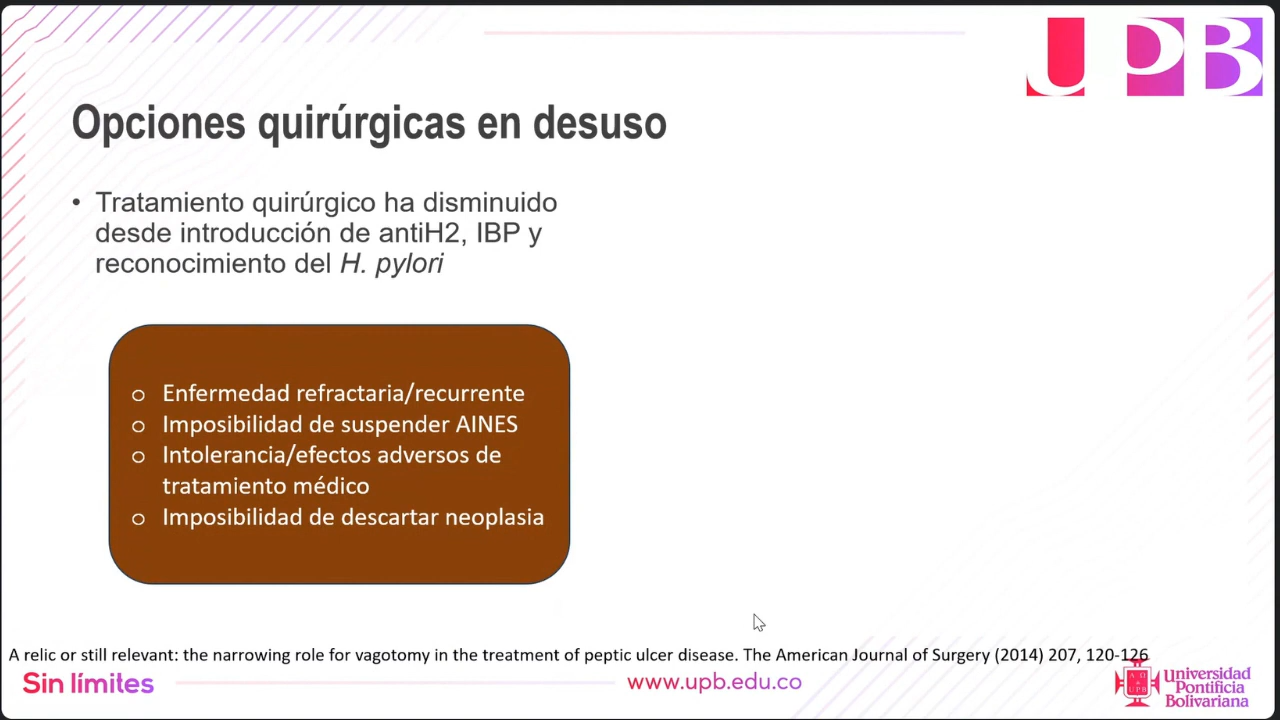 UPB
Opciones quirúrgicas en desuso
• Tratamiento quirúrgico ha disminuido
desde introducción de antiH2, IBP y
reconocimiento del H. pylori
o Enfermedad refractaria/recurrente
o Imposibilidad de suspender AINES
o Intolerancia/efectos adversos de
tratamiento médico
o Imposibilidad de descartar neoplasia
A relic or still relevant: the narrowing role for vagotomy in the treatment of peptic ulcer disease. The American Journal of Surgery (2014) 207, 120-126
Sin límites
www.upb.edu.co
Universidad
Pontificia
Bolivariana